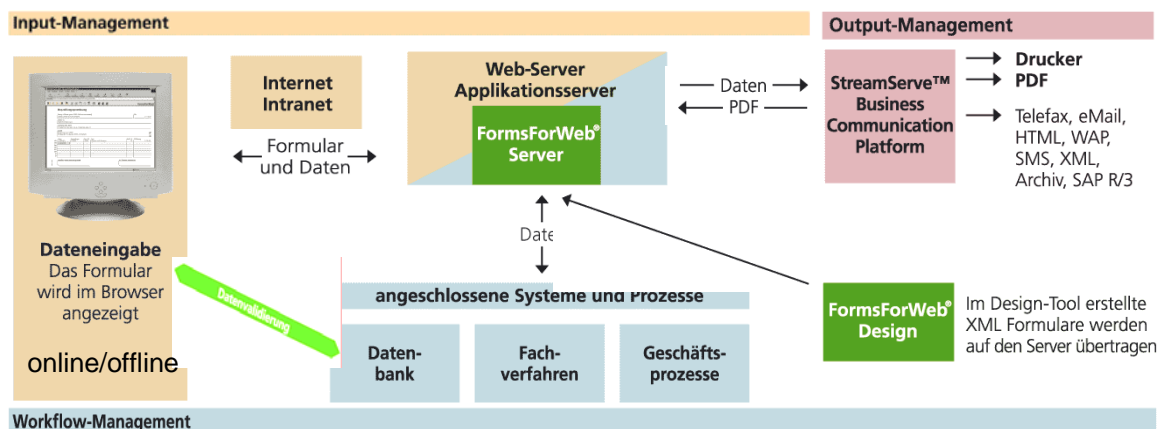 Input-Management
Output-Management
Dateneingabe
Das Formular
wird im Browser
angezeigt
online/offline
Internet
Intranet
Formular
und Daten
Web-Server
Applikationsserver
FormsForWeb®
Server
Daten
PDF
StreamServe™
Business
Communication
Platform
Drucker
PDF
Telefax, eMail,
HTML, WAP,
SMS, XML,
Archiv, SAP R/3
Date
Datenvalidierung
angeschlossene Systeme und Prozesse
Daten-
bank
Fach-
verfahren
Geschäfts-
prozesse
FormsForWeb®
Design
Im Design-Tool erstellte
XML Formulare werden
auf den Server übertragen
Workflow-Management